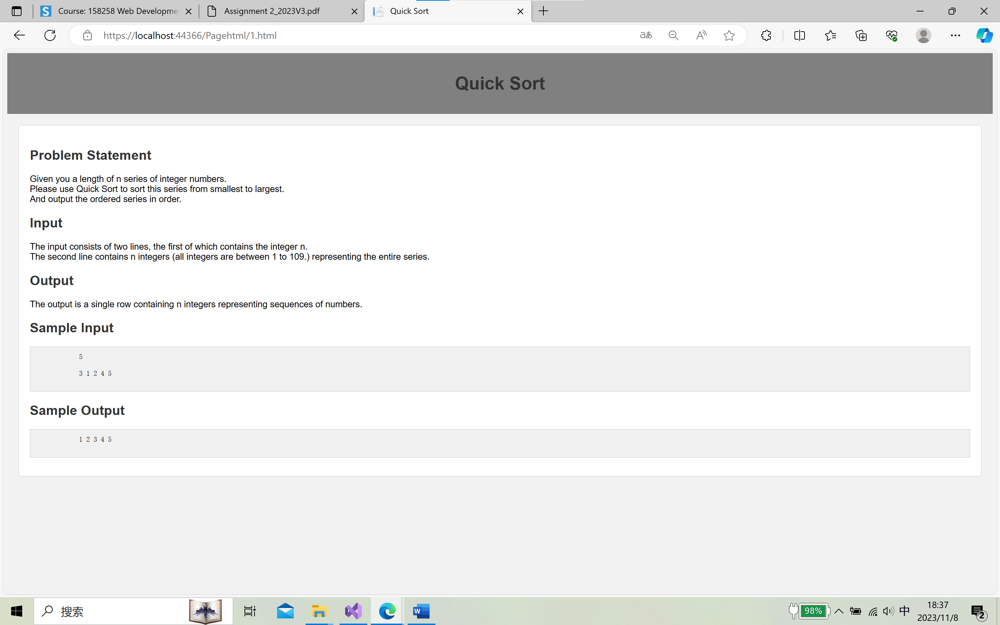 Course: 158258 Web Developme
Assignment 2_2023V3.pdf
Quick Sort
https://localhost:44366/Pagehtml/1.html
Quick Sort
Problem Statement
Given you a length of n series of integer numbers.
Please use Quick Sort to sort this series from smallest to largest.
And output the ordered series in order.
Input
The input consists of two lines, the first of which contains the integer n.
The second line contains n integers (all integers are between 1 to 109.) representing the entire series.
Output
The output is a single row containing n integers representing sequences of numbers.
Sample Input
5
3 1 2 4 5
Sample Output
1 2 3 4 5
搜索
98%
中
18:37
2023/11/8
2